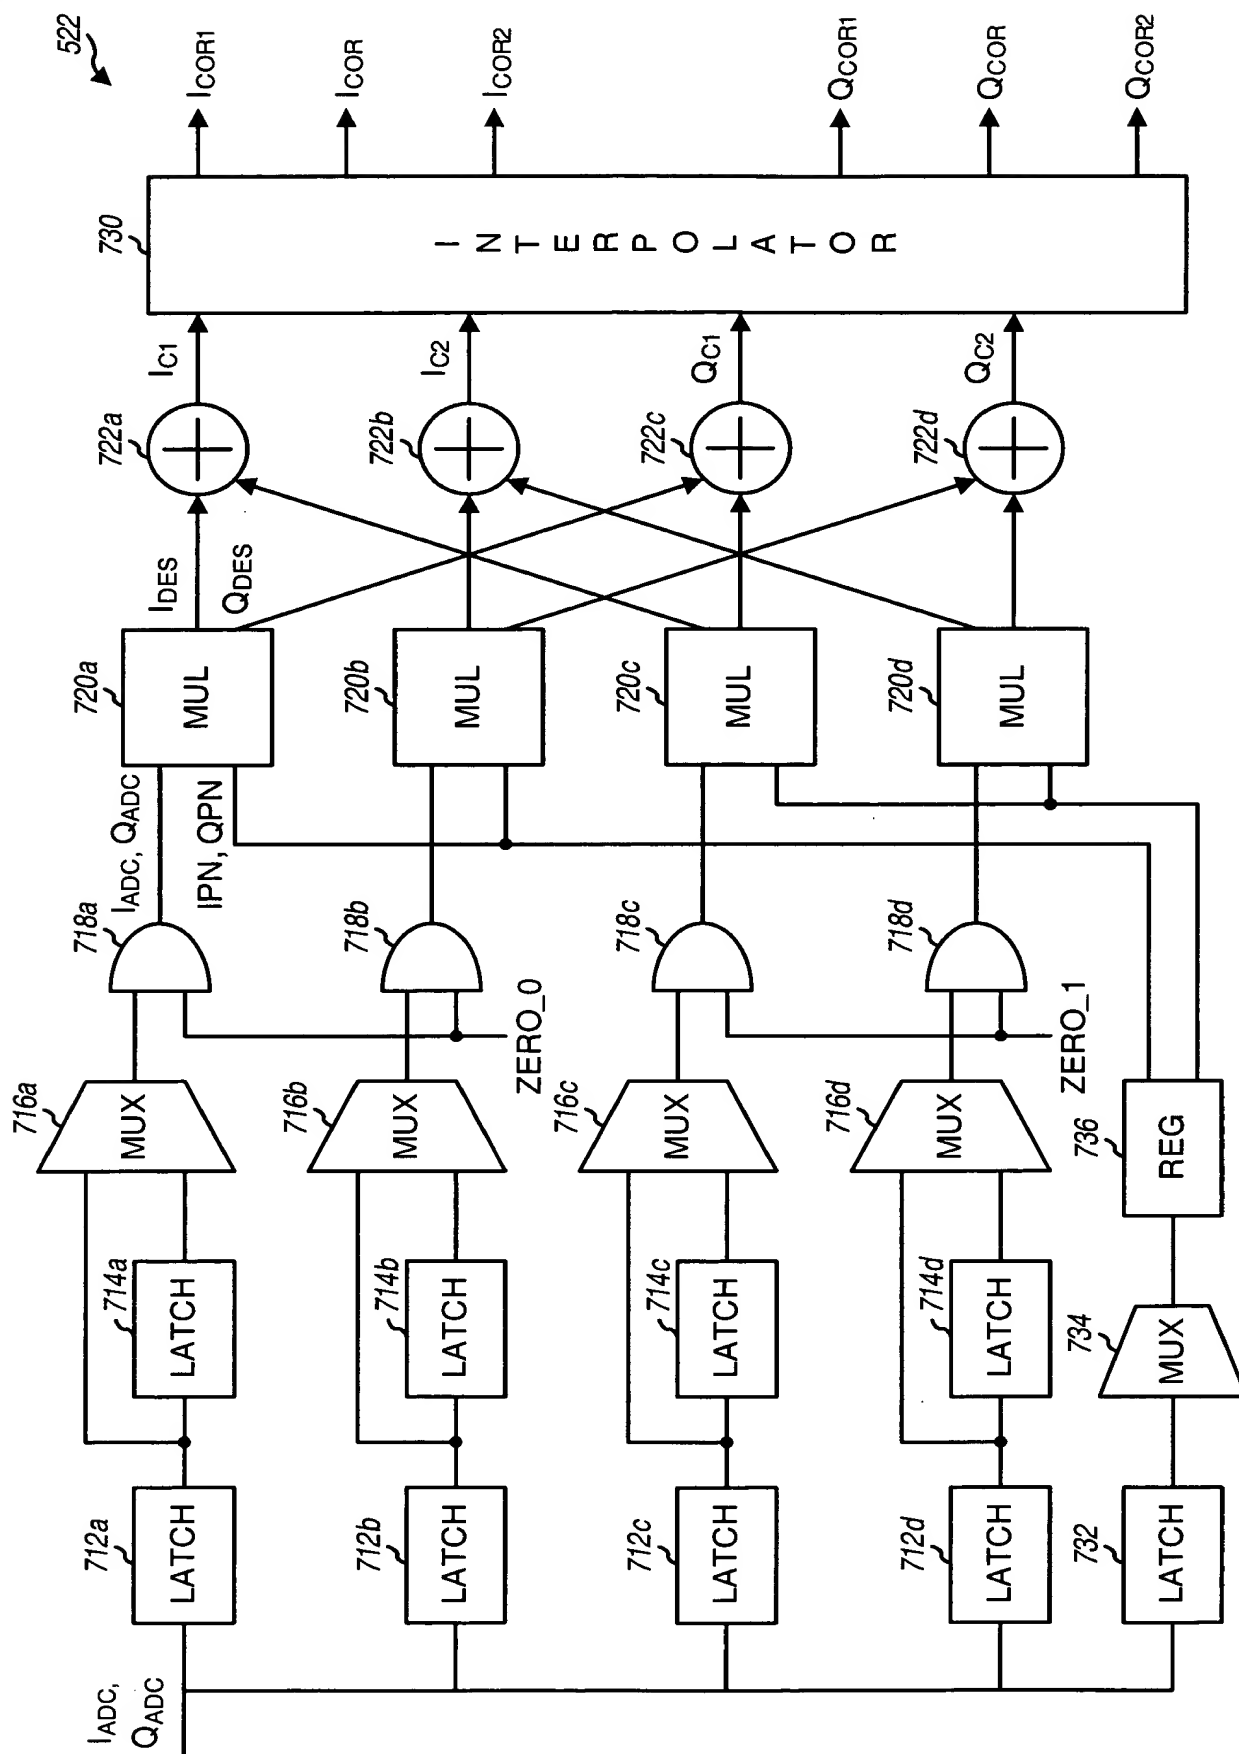 522
IADC,
QADC
712a
LATCH
714a
LATCH
716a
MUX
718a
IADC, QADC
IPN, QPN
720a
MUL
IDES
QDES
722a
IC1
730
INTERPOLATOR
ICOR1
ICOR
ICOR2
QCOR1
QCOR
QCOR2
712b
LATCH
714b
LATCH
716b
MUX
718b
ZERO_0
720b
MUL
722b
IC2
712c
LATCH
714c
LATCH
716c
MUX
718c
720c
MUL
722c
QC1
712d
LATCH
714d
LATCH
716d
MUX
718d
ZERO_1
720d
MUL
722d
QC2
732
LATCH
734
MUX
736
REG